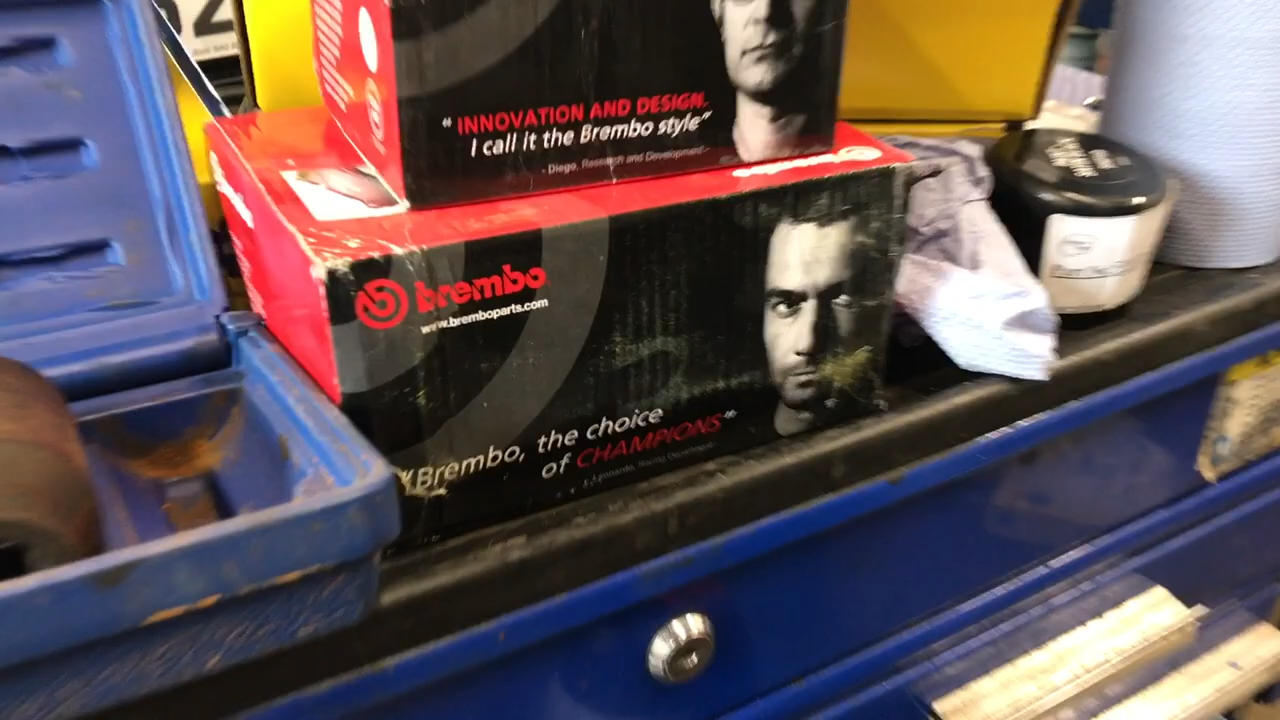 “ INNOVATION AND DESIGN.
I call it the Brembo style”
- Diego, Research and Development -
brembo
www.bremboparts.com
“Brembo, the choice
of CHAMPIONS”